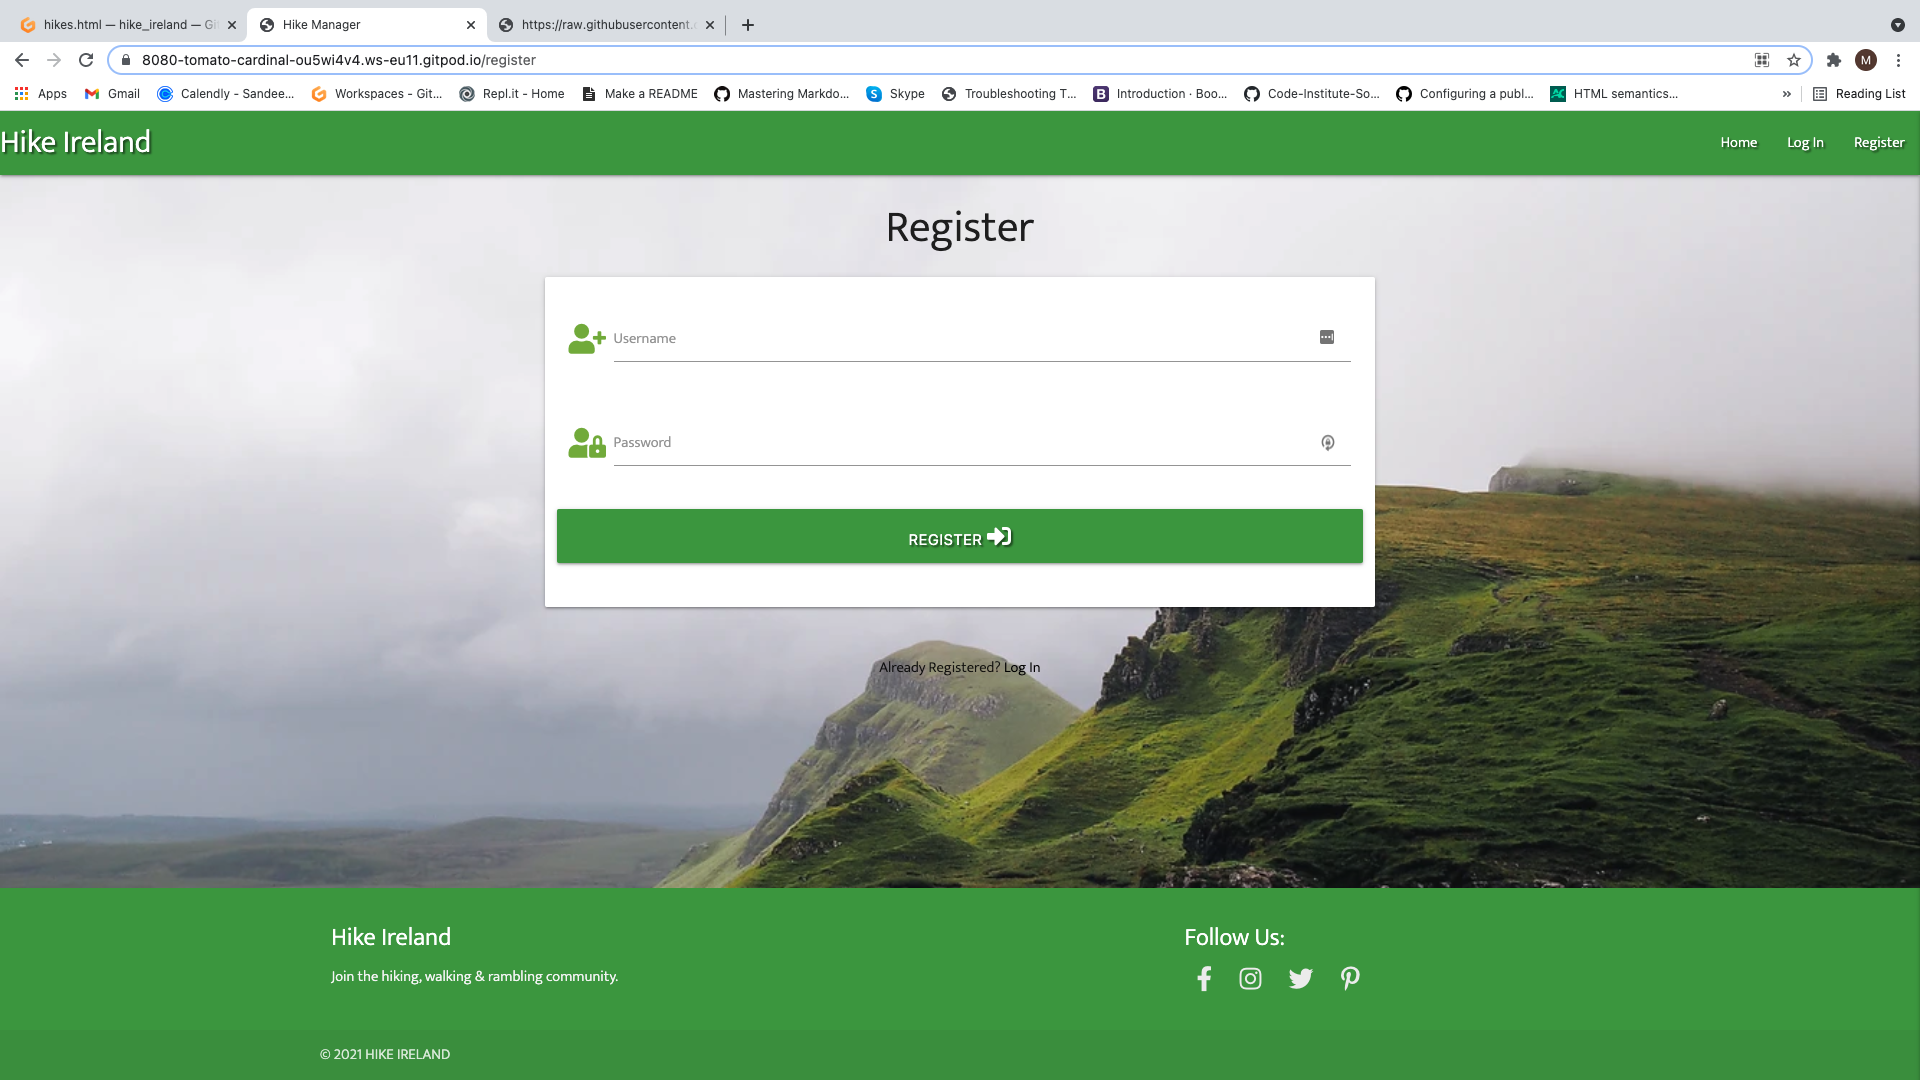 hikes.html — hike_ireland — Gi
Hike Manager
https://raw.githubusercontent.c
8080-tomato-cardinal-ou5wi4v4.ws-eu11.gitpod.io/register
M
Apps
Gmail
Calendly - Sandee...
Workspaces - Git...
Repl.it - Home
Make a README
Mastering Markdo...
Skype
Troubleshooting T...
Introduction · Boo...
Code-Institute-So...
Configuring a publ...
HTML semantics...
»
Reading List
Hike Ireland
Home
Log In
Register
Register
Username
Password
REGISTER
Already Registered? Log In
Hike Ireland
Follow Us:
Join the hiking, walking & rambling community.
© 2021 HIKE IRELAND